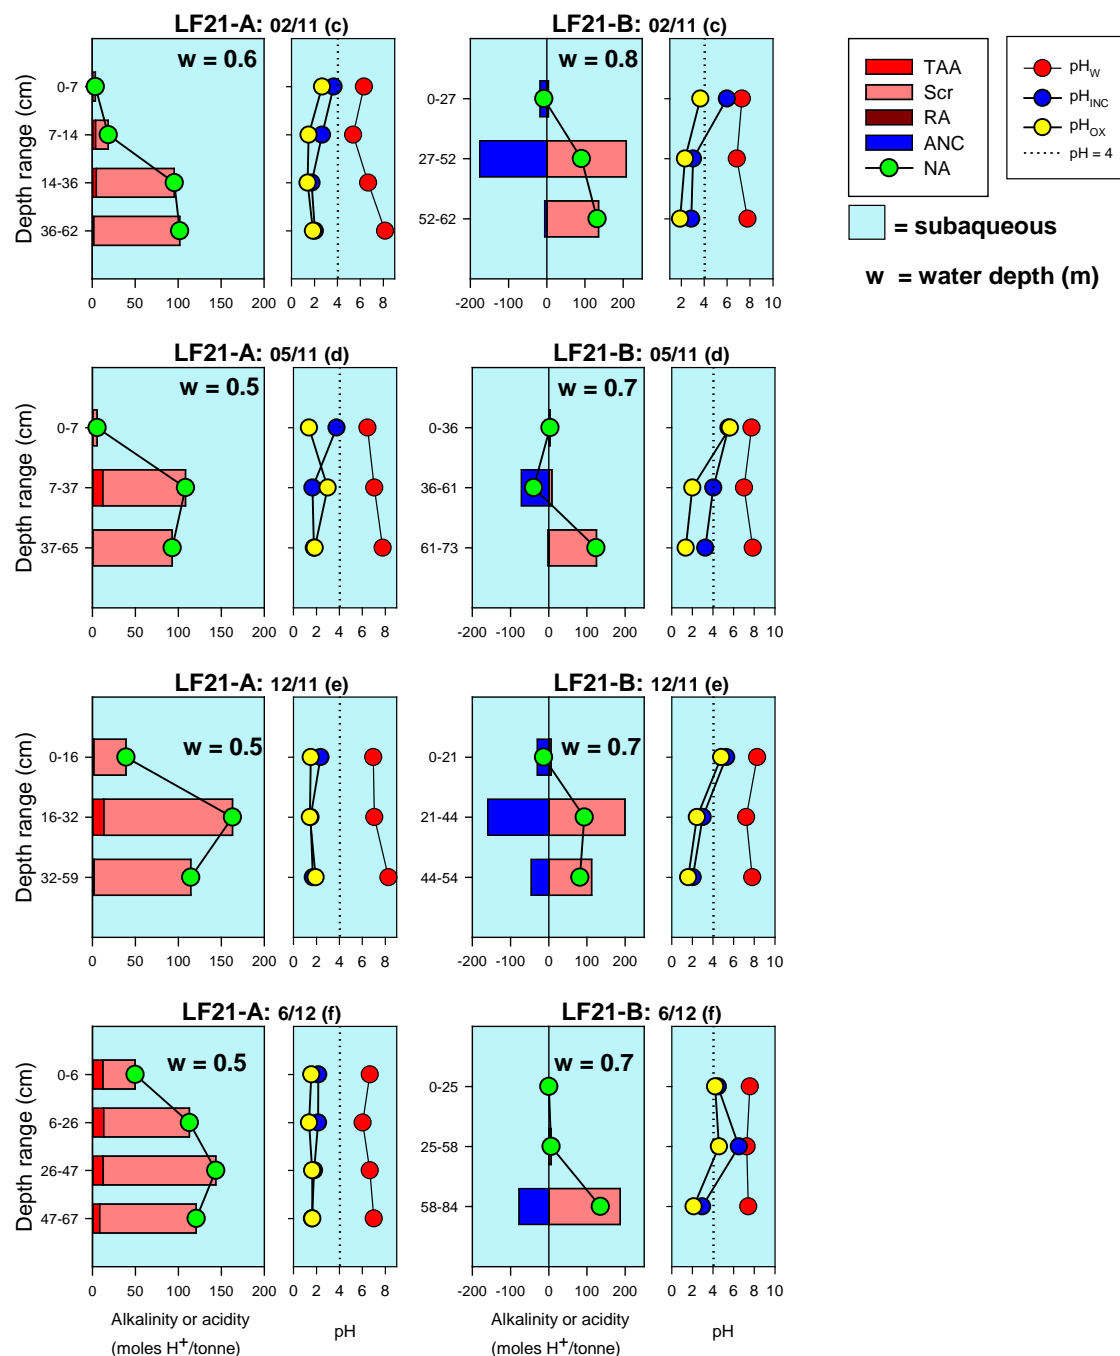 LF21-A: 02/11 (c)
LF21-B: 02/11 (c)
w = 0.6
w = 0.8
Depth range (cm)
0-7
7-14
14-36
36-62
0-27
27-52
52-62
0 50 100 150 200
0 2 4 6 8
-200 -100 0 100 200
2 4 6 8 10
TAA
Scr
RA
ANC
NA
pHW
pHINC
pHOX
pH = 4
= subaqueous
w = water depth (m)
LF21-A: 05/11 (d)
LF21-B: 05/11 (d)
w = 0.5
w = 0.7
Depth range (cm)
0-7
7-37
37-65
0-36
36-61
61-73
0 50 100 150 200
0 2 4 6 8
-200 -100 0 100 200
0 2 4 6 8 10
LF21-A: 12/11 (e)
LF21-B: 12/11 (e)
w = 0.5
w = 0.7
Depth range (cm)
0-16
16-32
32-59
0-21
21-44
44-54
0 50 100 150 200
0 2 4 6 8
-200 -100 0 100 200
0 2 4 6 8 10
LF21-A: 6/12 (f)
LF21-B: 6/12 (f)
w = 0.5
w = 0.7
Depth range (cm)
0-6
6-26
26-47
47-67
0-25
25-58
58-84
0 50 100 150 200
0 2 4 6 8
-200 -100 0 100 200
0 2 4 6 8 10
Alkalinity or acidity
(moles H+/tonne)
pH
Alkalinity or acidity
(moles H+/tonne)
pH